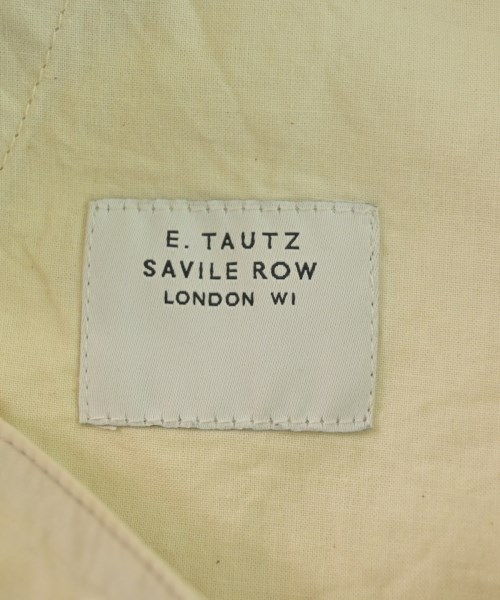 E. TAUTZ
SAVILE ROW
LONDON W1